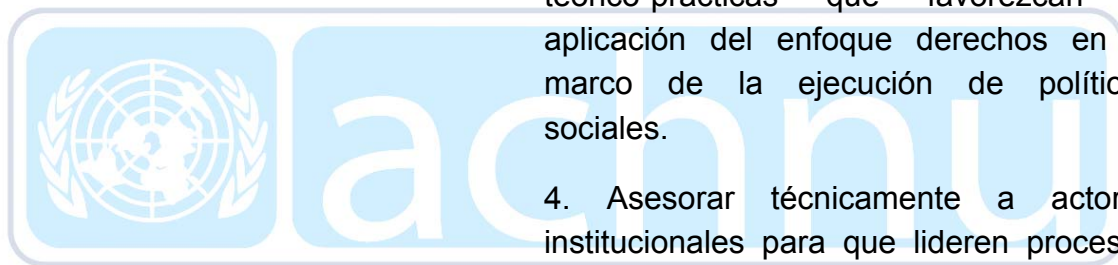 achnu
teórico-prácticas que favorezcan
aplicación del enfoque derechos en
marco de la ejecución de polític
sociales.
4. Asesorar técnicamente a actor
institucionales para que lideren proces